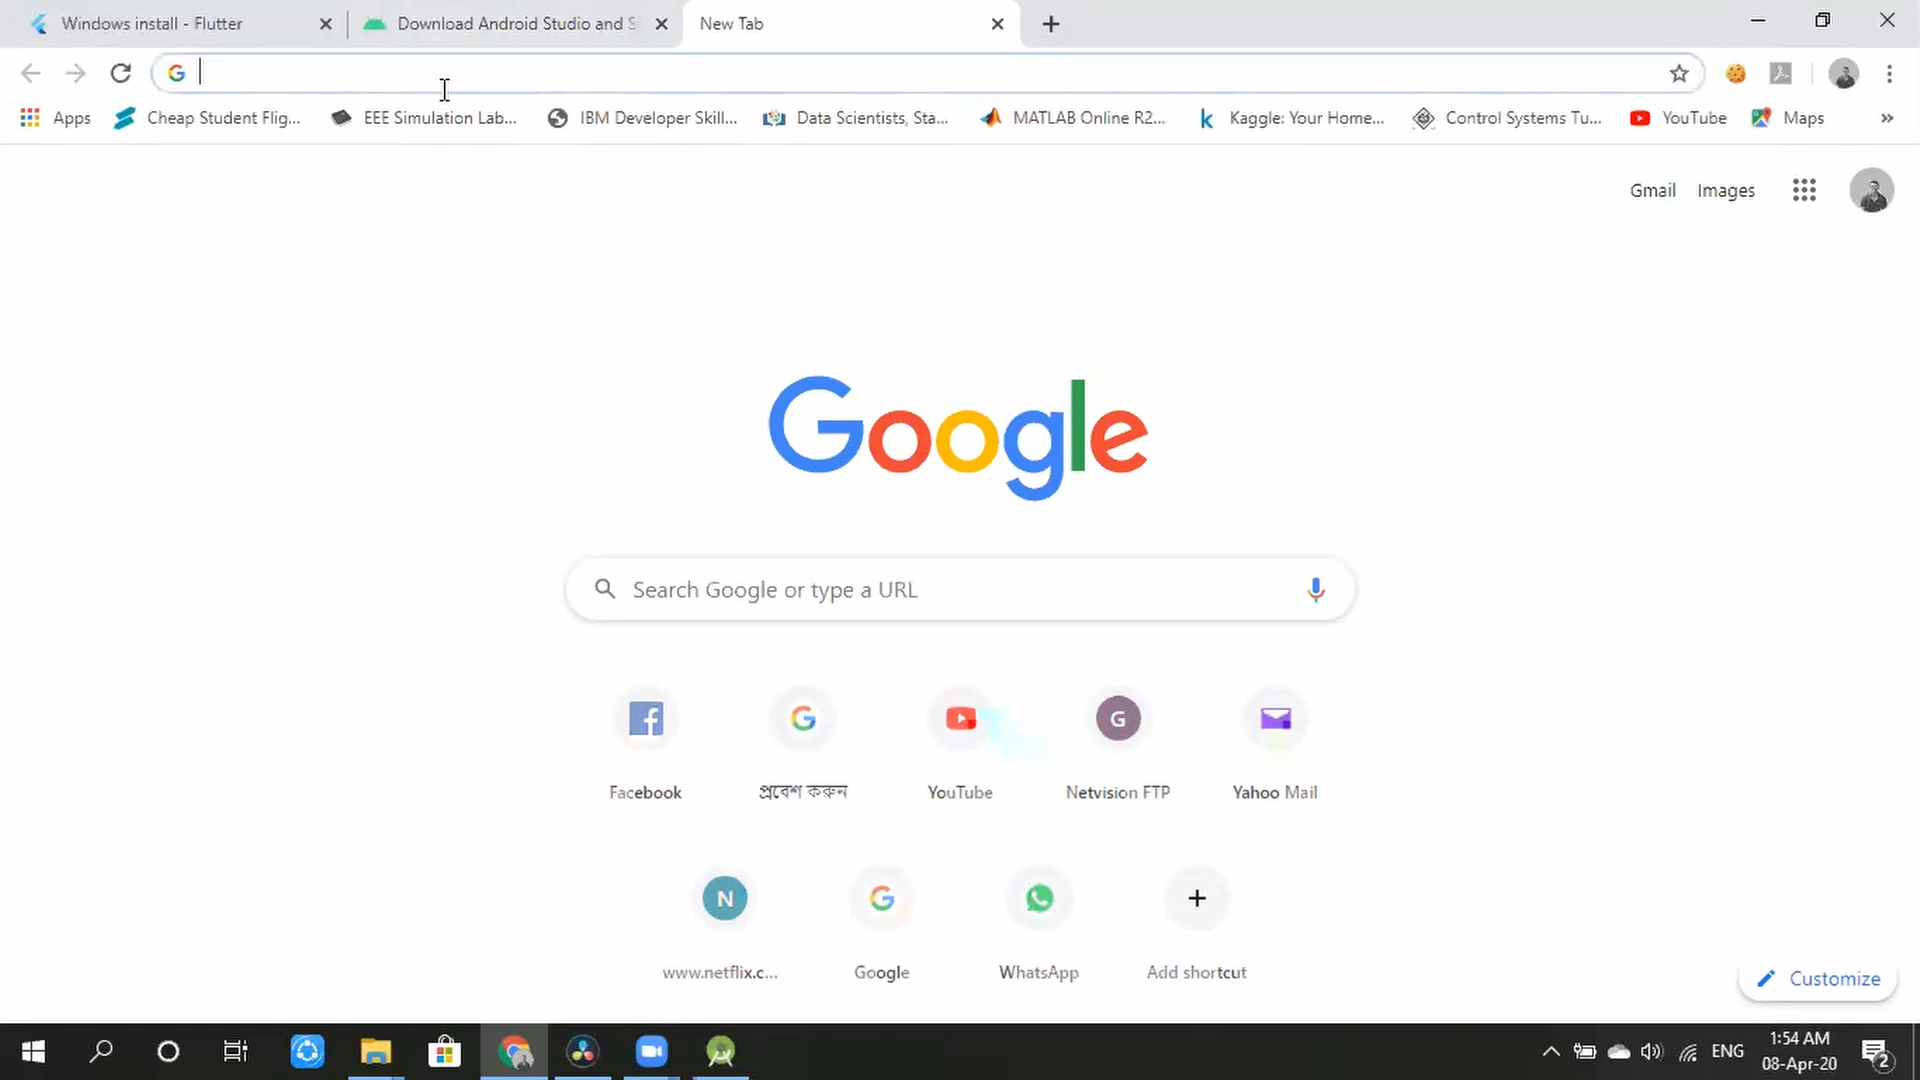 Windows install - Flutter
Download Android Studio and S
New Tab
Apps
Cheap Student Flig...
EEE Simulation Lab...
IBM Developer Skill...
Data Scientists, Sta...
MATLAB Online R2...
Kaggle: Your Home...
Control Systems Tu...
YouTube
Maps
»
Gmail
Images
Google
Search Google or type a URL
G
Facebook
প্রবেশ করুন
YouTube
Netvision FTP
Yahoo Mail
N
www.netflix.c...
Google
WhatsApp
Add shortcut
Customize
ENG
1:54 AM
08-Apr-20
2